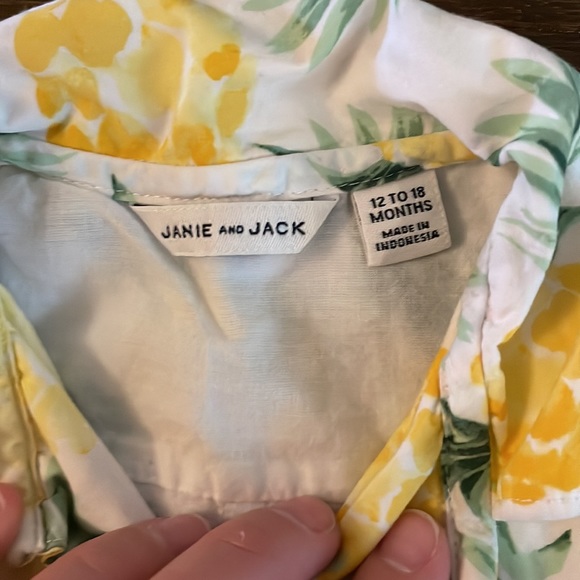 JANIE AND JACK
12 TO 18
MONTHS
MADE IN
INDONESIA